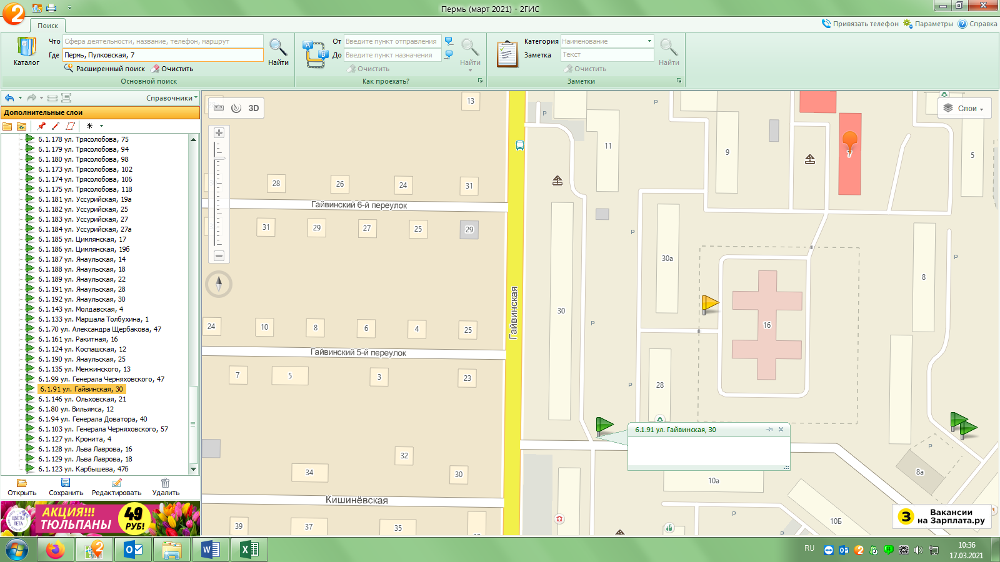 Пермь (март 2021) - 2ГИС
Поиск
Привязать телефон
Параметры
Справка
Каталог
Что
Сфера деятельности, название, телефон, маршрут
Где
Пермь, Пулковская, 7
Расширенный поиск
Очистить
Найти
Основной поиск
От
Введите пункт отправления
До
Введите пункт назначения
Очистить
Найти
Как проехать?
Категория
Наименование
Заметка
Текст
Очистить
Найти
Заметки
Справочники
Дополнительные слои
6.1.178 ул. Трясолобова, 75
6.1.179 ул. Трясолобова, 94
6.1.180 ул. Трясолобова, 98
6.1.173 ул. Трясолобова, 102
6.1.174 ул. Трясолобова, 106
6.1.175 ул. Трясолобова, 118
6.1.181 ул. Уссурийская, 19а
6.1.182 ул. Уссурийская, 25
6.1.183 ул. Уссурийская, 27
6.1.184 ул. Уссурийская, 27а
6.1.185 ул. Цимлянская, 17
6.1.186 ул. Цимлянская, 19б
6.1.187 ул. Янаульская, 14
6.1.188 ул. Янаульская, 18
6.1.189 ул. Янаульская, 22
6.1.191 ул. Янаульская, 28
6.1.192 ул. Янаульская, 30
6.1.143 ул. Молдавская, 4
6.1.133 ул. Маршала Толбухина, 1
6.1.70 ул. Александра Щербакова, 47
6.1.161 ул. Ракитная, 16
6.1.124 ул. Коспашская, 12
6.1.190 ул. Янаульская, 25
6.1.135 ул. Менжинского, 13
6.1.99 ул. Генерала Черняховского, 47
6.1.91 ул. Гайвинская, 30
6.1.146 ул. Ольховская, 21
6.1.80 ул. Вильямса, 12
6.1.94 ул. Генерала Доватора, 40
6.1.103 ул. Генерала Черняховского, 57
6.1.127 ул. Кронита, 4
6.1.128 ул. Льва Лаврова, 16
6.1.129 ул. Льва Лаврова, 18
6.1.123 ул. Карбышева, 47б
Открыть
Сохранить
Редактировать
Удалить
ЦВЕТЫ ЛЕТА
АКЦИЯ!!!
ТЮЛЬПАНЫ
49
РУБ!
3D
Слои
13
P
P
11
9
7
5
28
26
24
31
Гайвинский 6-й переулок
31
29
27
25
29
P
30а
P
8
Гайвинская
30
P
16
24
10
8
6
4
25
Гайвинский 5-й переулок
7
5
3
23
P
28
6.1.91 ул. Гайвинская, 30
P
32
34
30
8а
10а
Кишинёвская
P
10Б
39
37
35
3
Вакансии
на Зарплата.ру
RU
10:36
17.03.2021